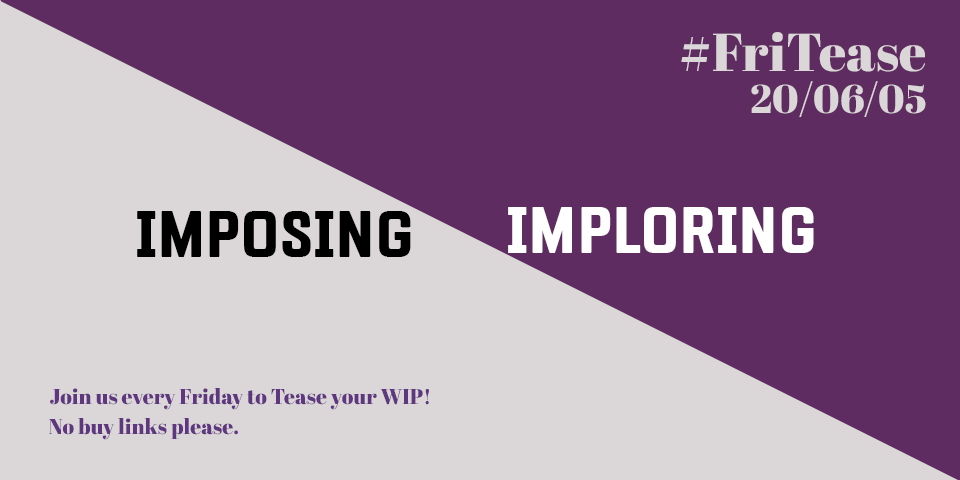 #FriTease
20/06/05
IMPOSING
IMPLORING
Join us every Friday to Tease your WIP!
No buy links please.